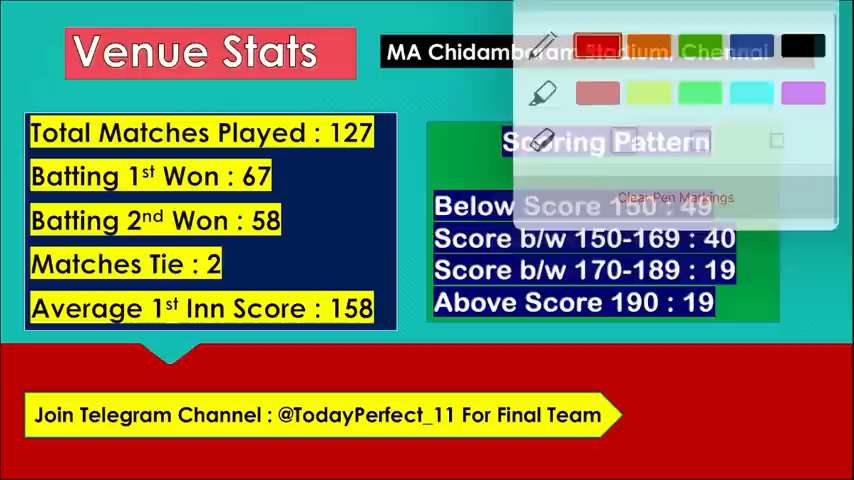 Venue Stats
MA Chidambaram Stadium, Chennai
Total Matches Played : 127
Batting 1st Won : 67
Batting 2nd Won : 58
Matches Tie : 2
Average 1st Inn Score : 158
Scoring Pattern
Clear Pen Markings
Below Score 150 : 49
Score b/w 150-169 : 40
Score b/w 170-189 : 19
Above Score 190 : 19
Join Telegram Channel : @TodayPerfect_11 For Final Team